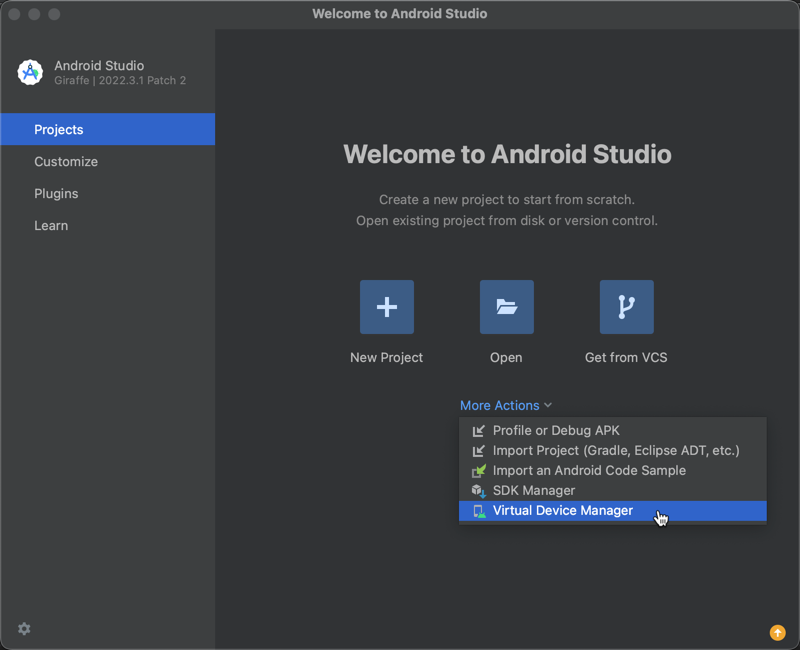 Welcome to Android Studio
Android Studio
Giraffe | 2022.3.1 Patch 2
Projects
Customize
Plugins
Learn
Welcome to Android Studio
Create a new project to start from scratch.
Open existing project from disk or version control.
New Project
Open
Get from VCS
More Actions
Profile or Debug APK
Import Project (Gradle, Eclipse ADT, etc.)
Import an Android Code Sample
SDK Manager
Virtual Device Manager